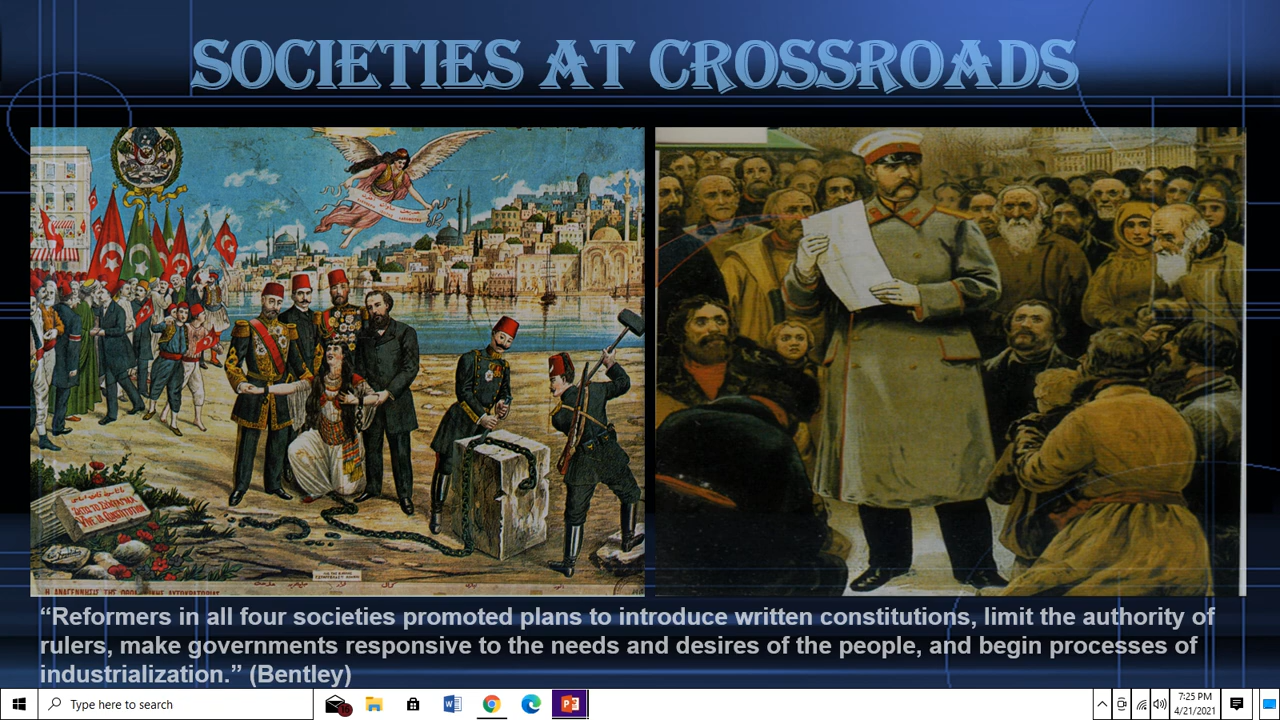 SOCIETIES AT CROSSROADS
“Reformers in all four societies promoted plans to introduce written constitutions, limit the authority of
rulers, make governments responsive to the needs and desires of the people, and begin processes of
industrialization.” (Bentley)
Type here to search
7:25 PM
4/21/2021